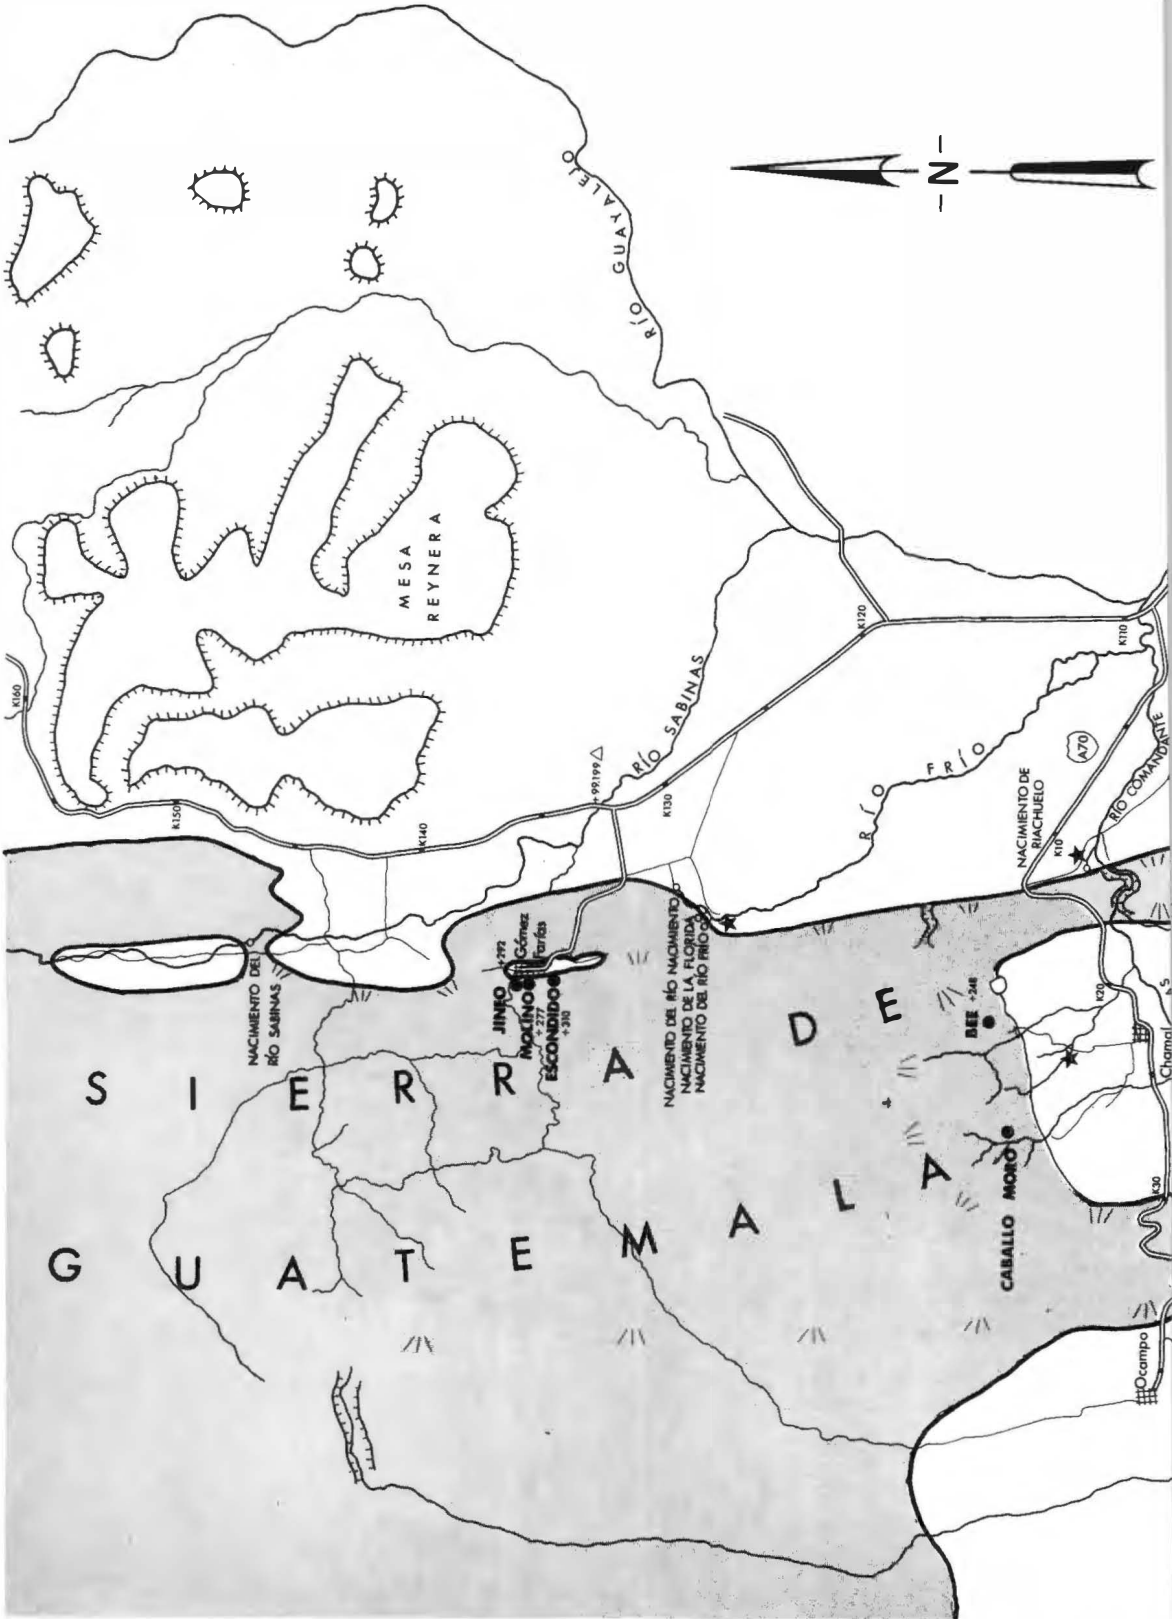 RÍO GUAYALEJO
-N-
MESA
REYNERA
K160
K150
K140
K130
K120
K110
+99.199
RÍO SABINAS
RÍO FRÍO
A70
K10
RÍO COMANDANTE
NACIMIENTO DE
RIACHUELO
NACIMIENTO DEL
RÍO SABINAS
JINEO +292
MOLINO
+277
ESCONDIDO
+310
Gómez
Farías
NACIMIENTO DEL RÍO NACIMIENTO
NACIMIENTO DE LA FLORIDA
NACIMIENTO DEL RÍO FRÍO
SIERRA DE
GUATEMALA
BEE +248
CABALLO MORO
K20
K30
Chamal
S
Ocampo